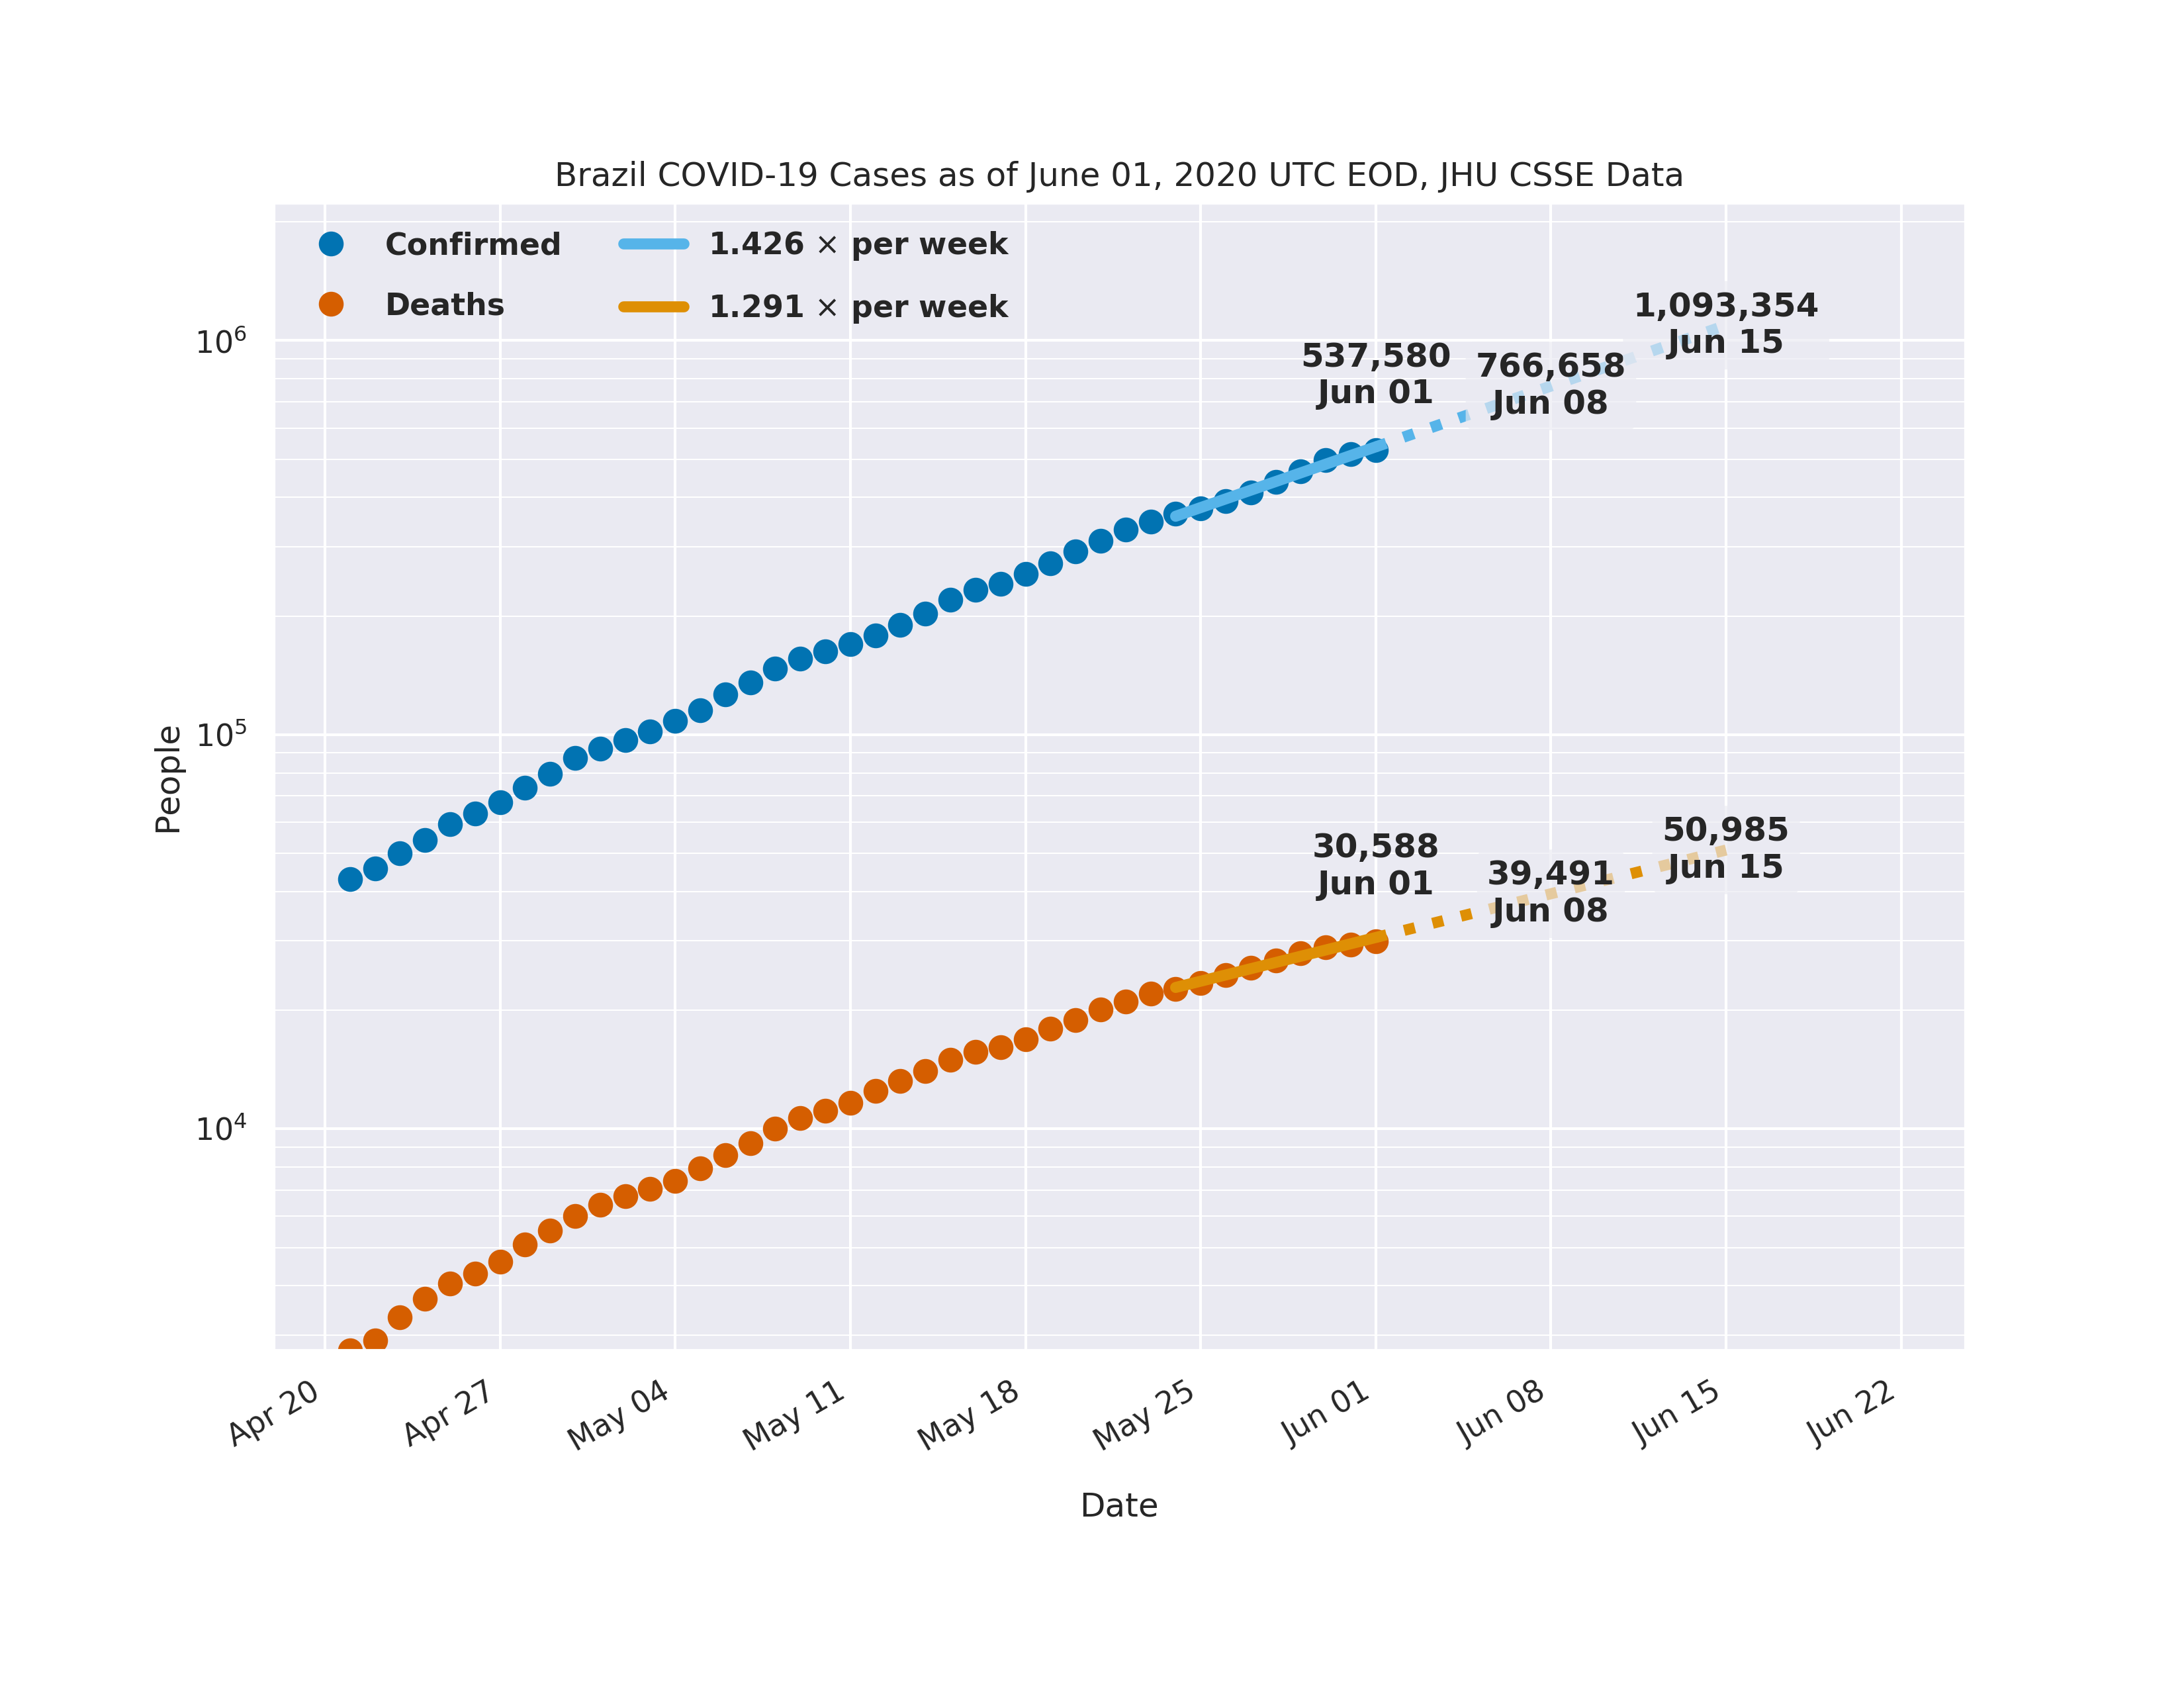 Brazil COVID-19 Cases as of June 01, 2020 UTC EOD, JHU CSSE Data
Confirmed
Deaths
1.426 × per week
1.291 × per week
1,093,354
Jun 15
537,580
Jun 01
766,658
Jun 08
50,985
Jun 15
30,588
Jun 01
39,491
Jun 08
People
10⁶
10⁵
10⁴
Apr 20
Apr 27
May 04
May 11
May 18
May 25
Jun 01
Jun 08
Jun 15
Jun 22
Date